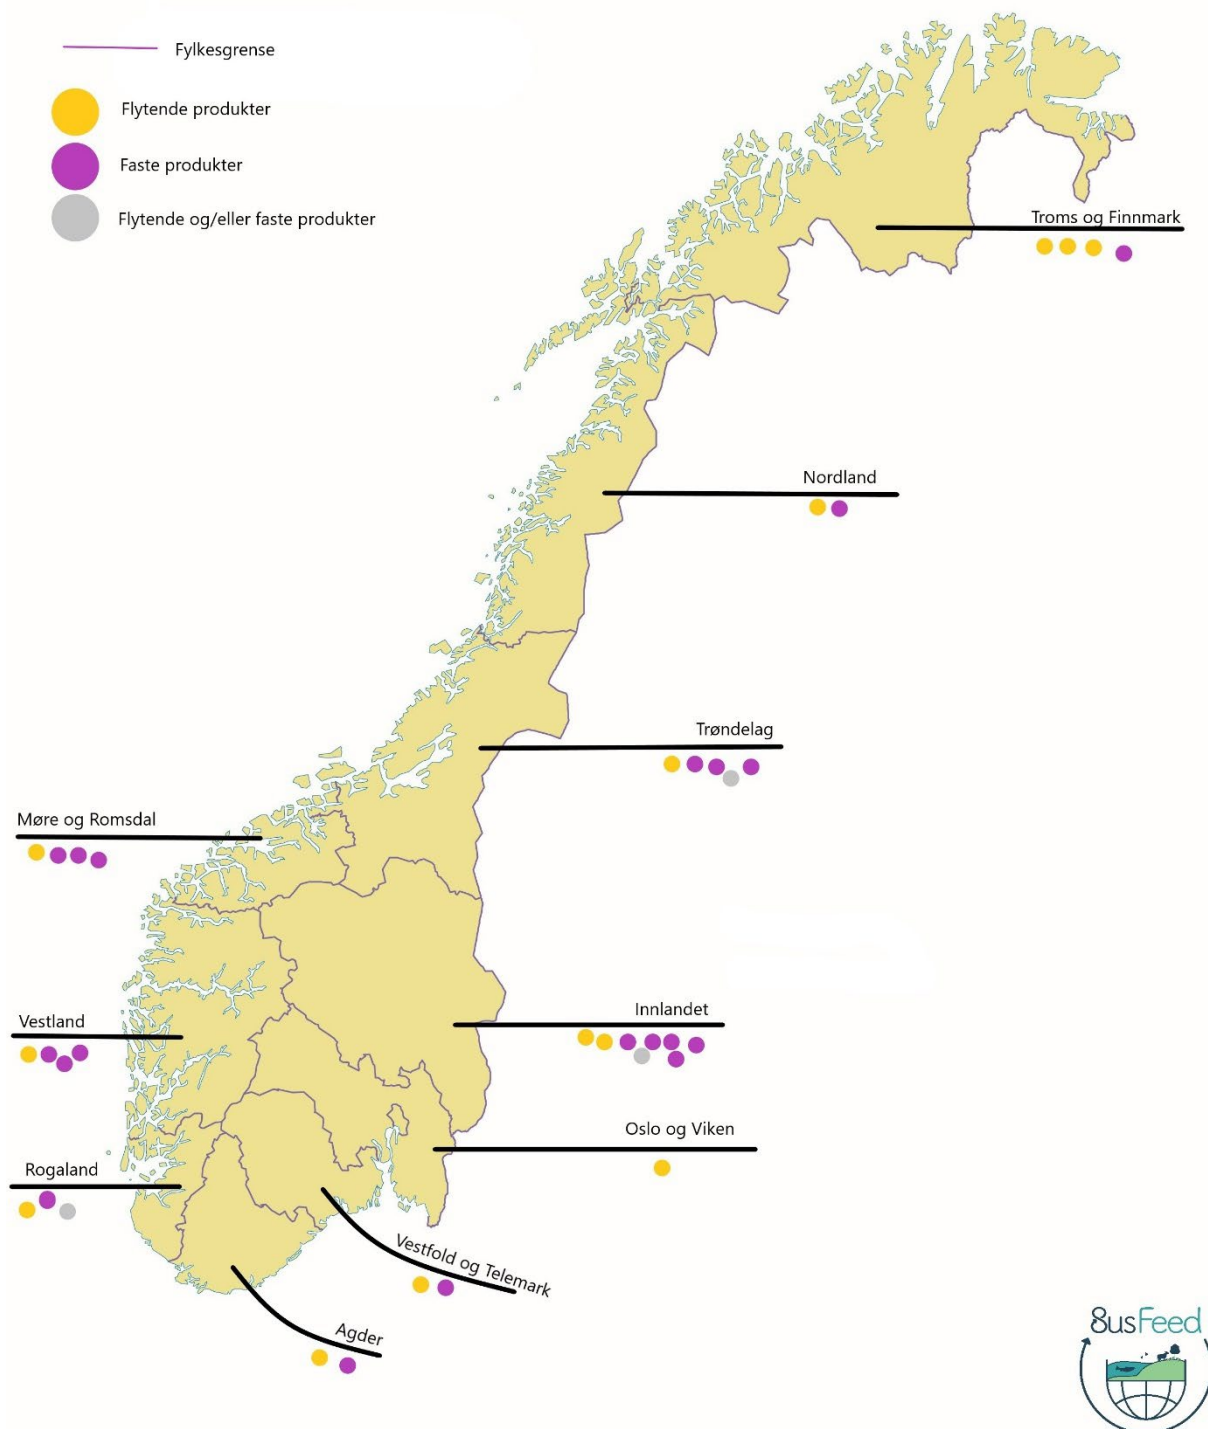 Fylkesgrense
Flytende produkter
Faste produkter
Flytende og/eller faste produkter
Troms og Finnmark
Nordland
Trøndelag
Møre og Romsdal
Vestland
Innlandet
Oslo og Viken
Rogaland
Vestfold og Telemark
Agder
SusFeed